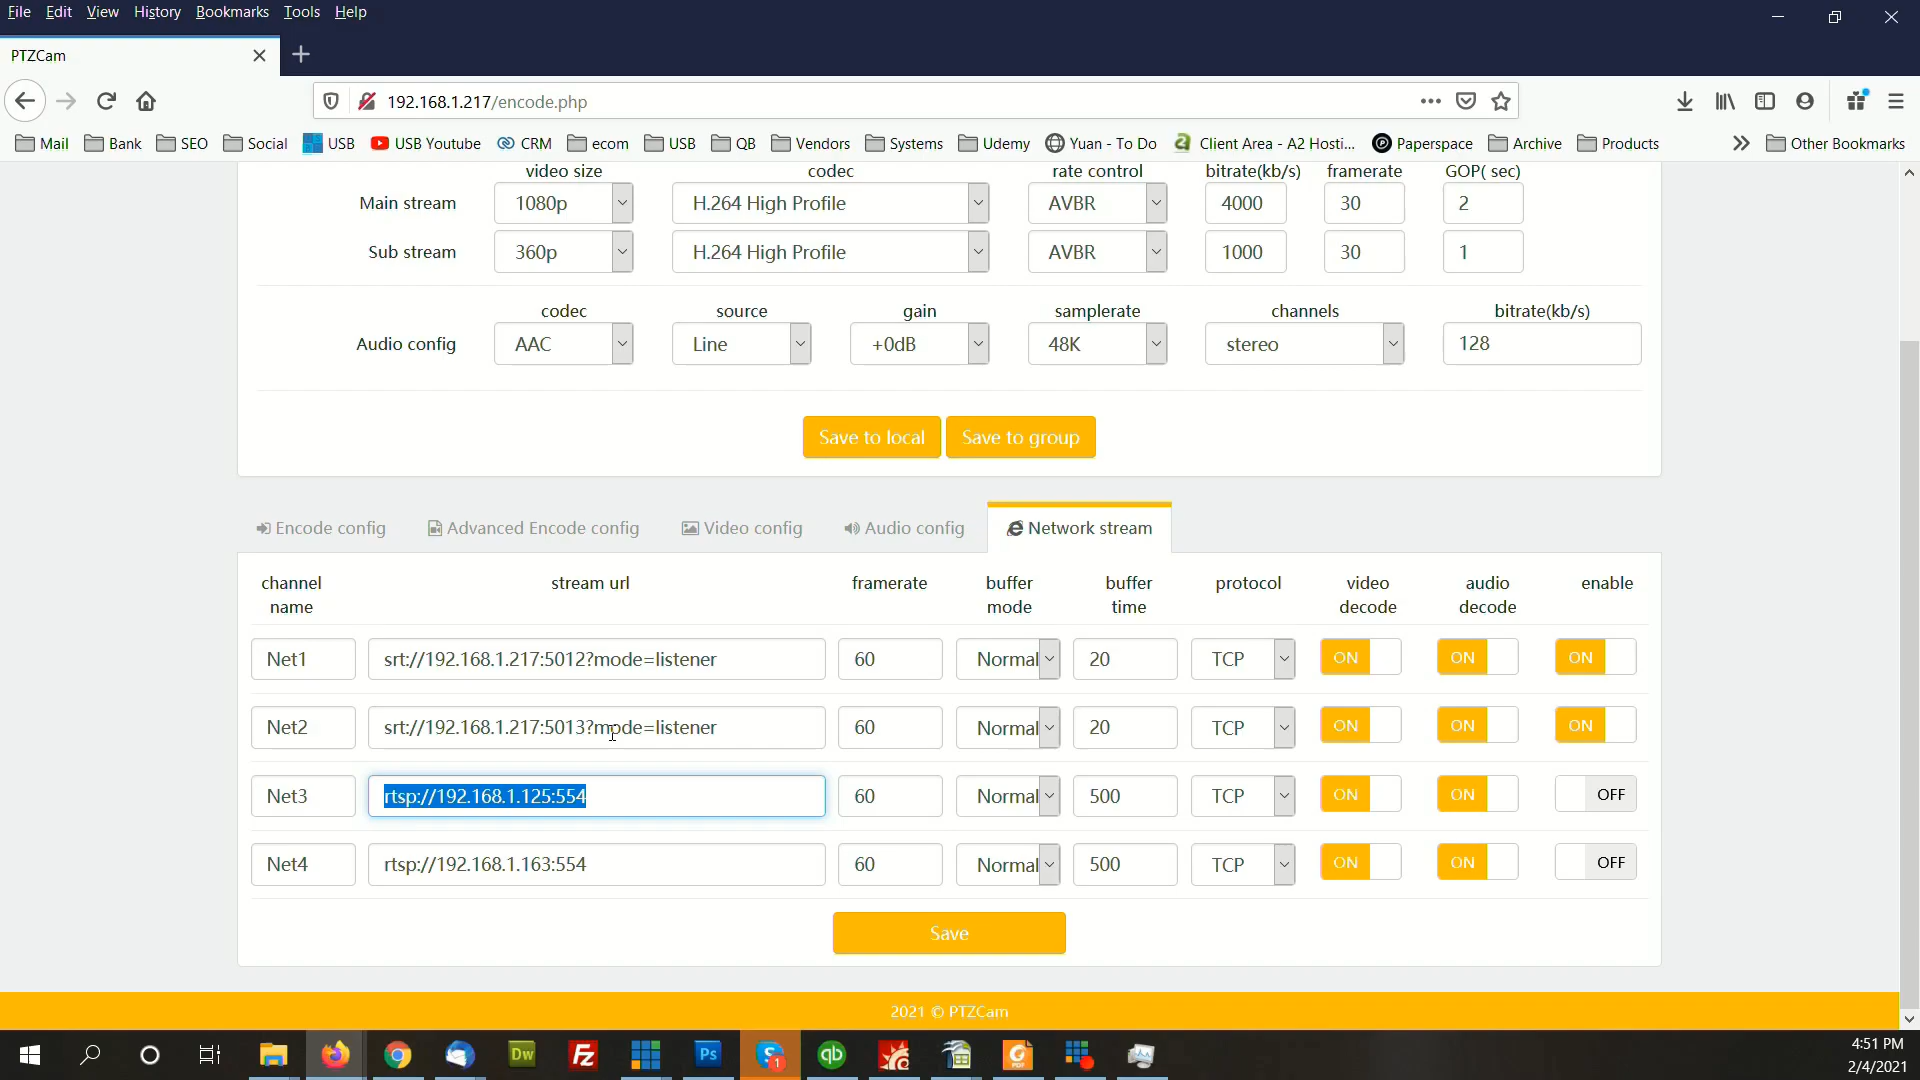 File Edit View History Bookmarks Tools Help
PTZCam
192.168.1.217/encode.php
Mail Bank SEO Social USB USB Youtube CRM ecom USB QB Vendors Systems Udemy Yuan - To Do Client Area - A2 Hosti... Paperspace Archive Products Other Bookmarks
video size codec rate control bitrate(kb/s) framerate GOP( sec)
Main stream 1080p H.264 High Profile AVBR 4000 30 2
Sub stream 360p H.264 High Profile AVBR 1000 30 1
codec source gain samplerate channels bitrate(kb/s)
Audio config AAC Line +0dB 48K stereo 128
Save to local Save to group
Encode config Advanced Encode config Video config Audio config Network stream
channel stream url framerate buffer buffer protocol video audio enable
name mode time decode decode
Net1 srt://192.168.1.217:5012?mode=listener 60 Normal 20 TCP ON ON ON
Net2 srt://192.168.1.217:5013?mode=listener 60 Normal 20 TCP ON ON ON
Net3 rtsp://192.168.1.125:554 60 Normal 500 TCP ON ON OFF
Net4 rtsp://192.168.1.163:554 60 Normal 500 TCP ON ON OFF
Save
2021 © PTZCam
Dw Fz Ps S 1 qb PDF
4:51 PM
2/4/2021